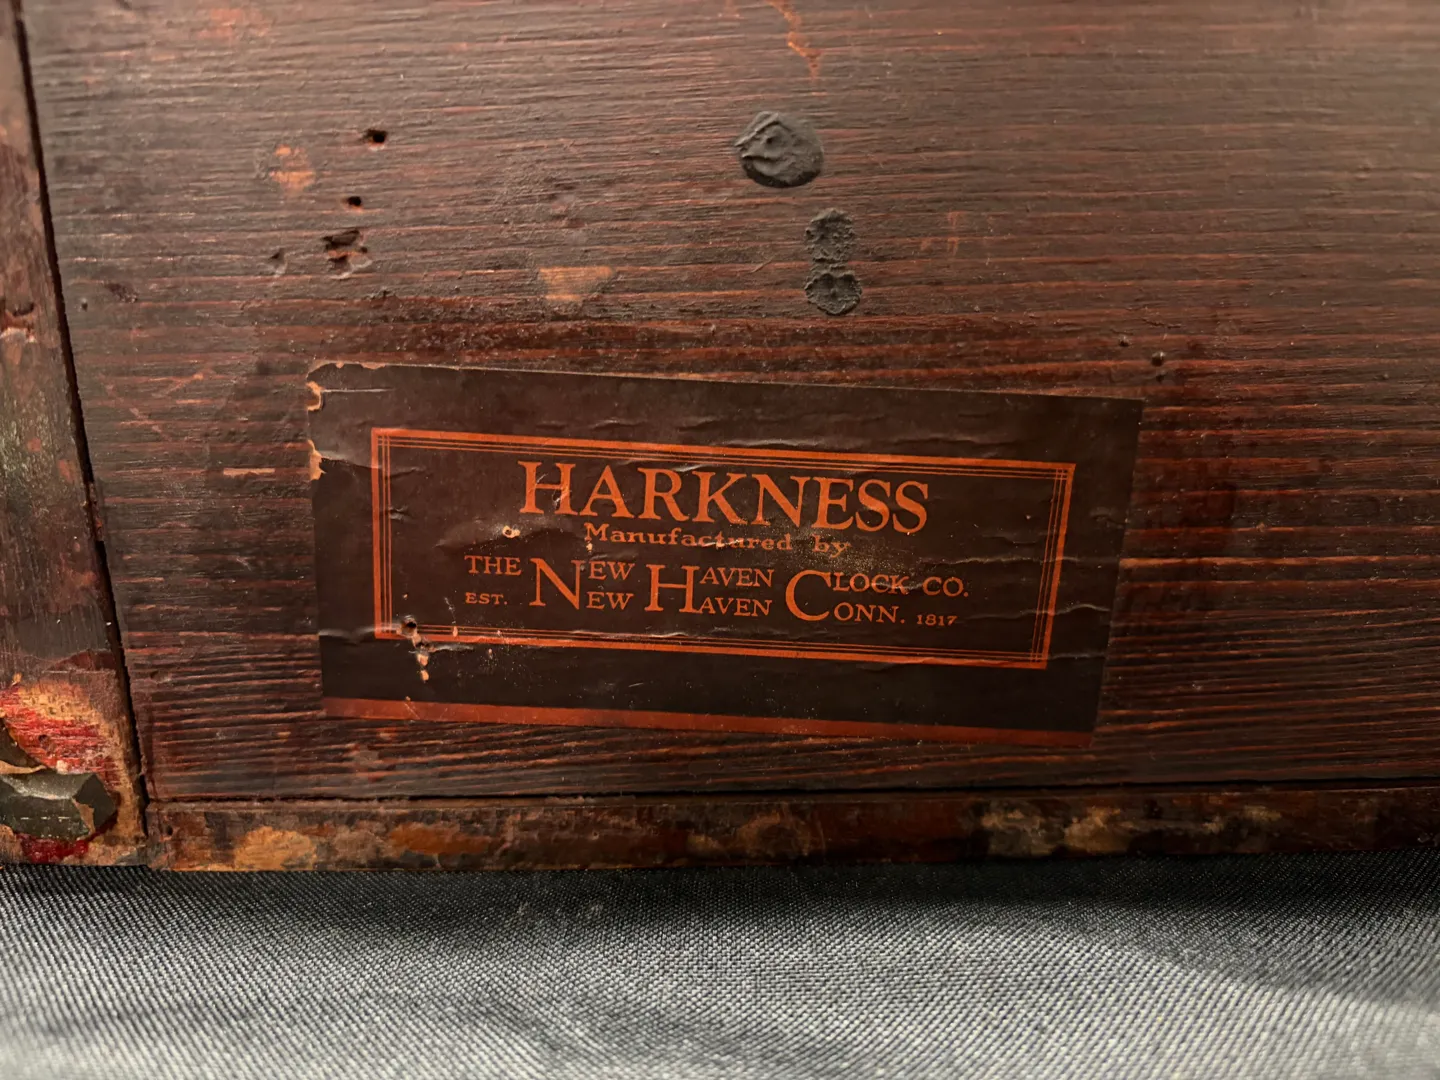 HARKNESS
Manufactured by
THE NEW HAVEN CLOCK CO.
EST. NEW HAVEN CONN. 1817